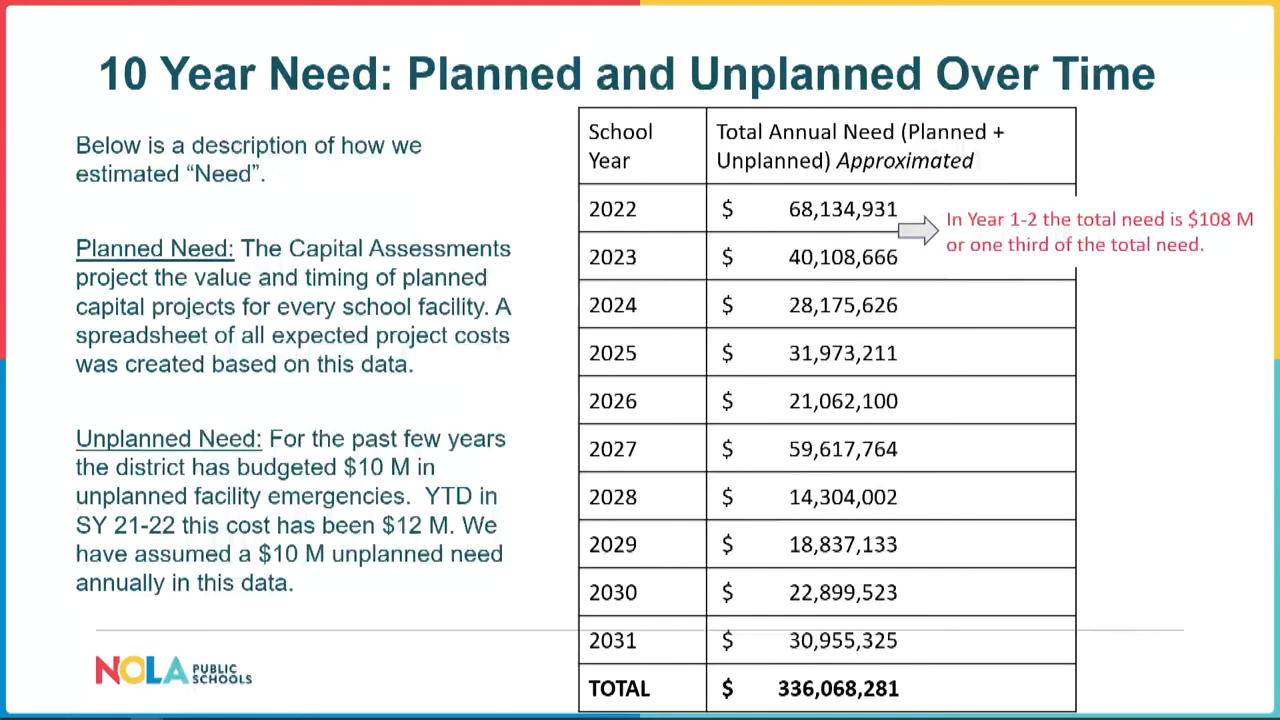 10 Year Need: Planned and Unplanned Over Time
Below is a description of how we
estimated “Need”.
Planned Need: The Capital Assessments
project the value and timing of planned
capital projects for every school facility. A
spreadsheet of all expected project costs
was created based on this data.
Unplanned Need: For the past few years
the district has budgeted $10 M in
unplanned facility emergencies. YTD in
SY 21-22 this cost has been $12 M. We
have assumed a $10 M unplanned need
annually in this data.
School Year Total Annual Need (Planned + Unplanned) Approximated
2022 $ 68,134,931
2023 $ 40,108,666
2024 $ 28,175,626
2025 $ 31,973,211
2026 $ 21,062,100
2027 $ 59,617,764
2028 $ 14,304,002
2029 $ 18,837,133
2030 $ 22,899,523
2031 $ 30,955,325
TOTAL $ 336,068,281
In Year 1-2 the total need is $108 M
or one third of the total need.
NOLA PUBLIC SCHOOLS